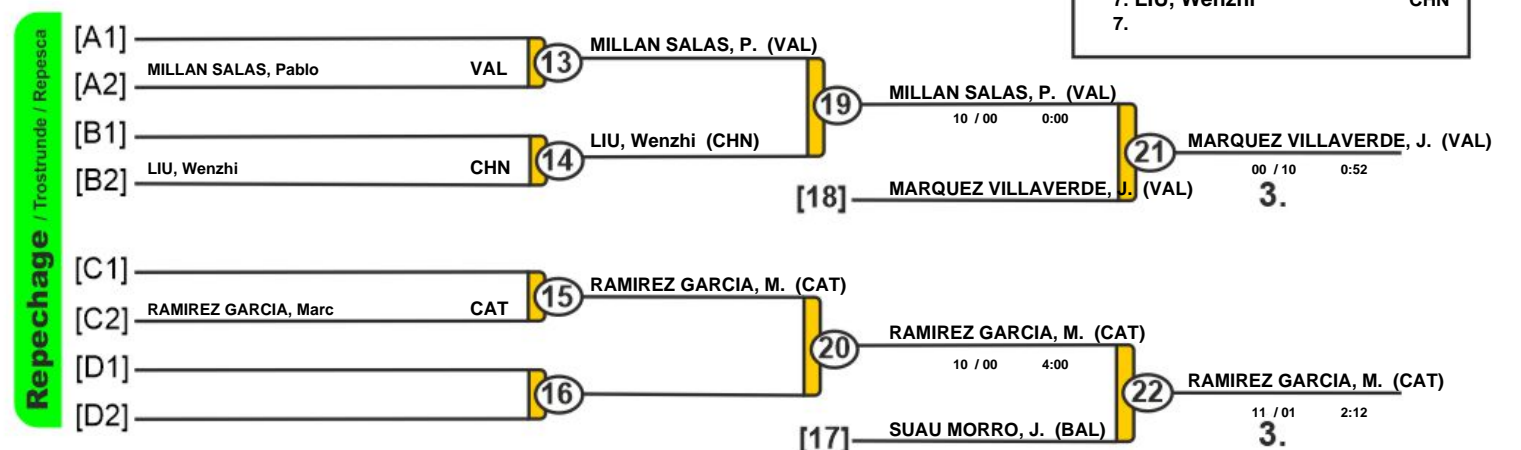 7. LIU, Wenzhi CHN
7.
Repechage / Trostrunde / Repesca
[A1]
[A2] MILLAN SALAS, Pablo VAL
13
MILLAN SALAS, P. (VAL)
[B1]
[B2] LIU, Wenzhi CHN
14
LIU, Wenzhi (CHN)
19
MILLAN SALAS, P. (VAL)
10 / 00 0:00
[18] MARQUEZ VILLAVERDE, J. (VAL)
21
MARQUEZ VILLAVERDE, J. (VAL)
00 / 10 0:52
3.
[C1]
[C2] RAMIREZ GARCIA, Marc CAT
15
RAMIREZ GARCIA, M. (CAT)
[D1]
[D2]
16
20
RAMIREZ GARCIA, M. (CAT)
10 / 00 4:00
[17] SUAU MORRO, J. (BAL)
22
RAMIREZ GARCIA, M. (CAT)
11 / 01 2:12
3.